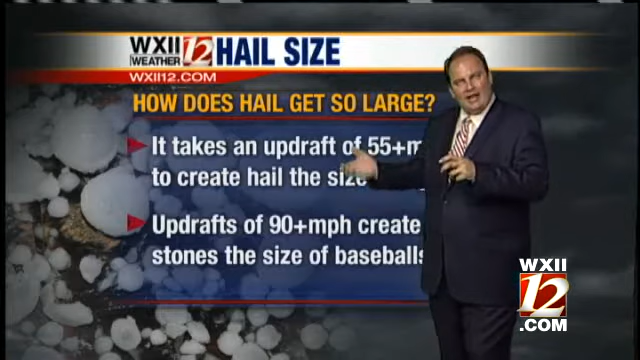 WXII 12 HAIL SIZE
WEATHER
WXII12.COM
HOW DOES HAIL GET SO LARGE?
It takes an updraft of 55+m
to create hail the size
Updrafts of 90+mph create
stones the size of baseballs
WXII
12
.COM